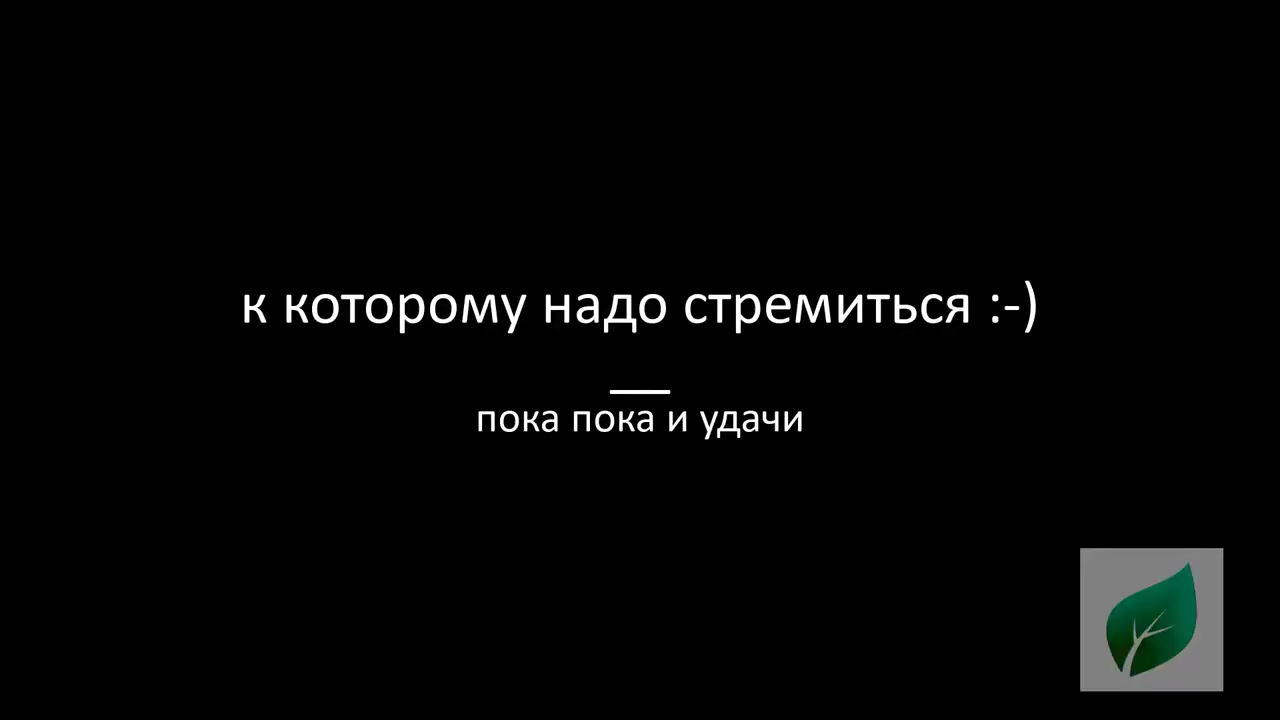 к которому надо стремиться :-)
пока пока и удачи